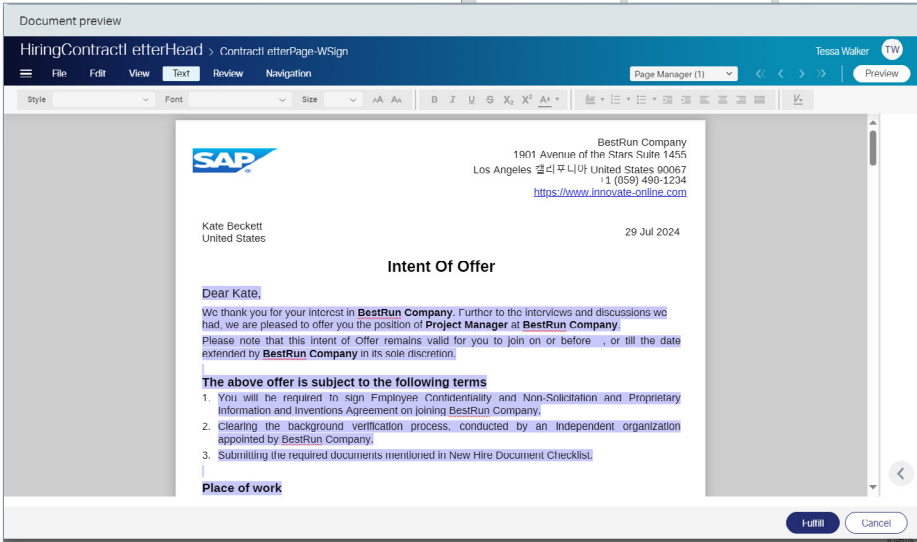 Document preview
HiringContractLetterHead > ContractLetterPage-WSign
Tessa Walker TW
File Edit View Text Review Navigation
Page Manager (1)
Preview
Style Font Size AA AA B I U S X₂ X² A
SAP
BestRun Company
1901 Avenue of the Stars Suite 1455
Los Angeles 캘리포니아 United States 90067
+1 (859) 498-1234
https://www.innovate-online.com
Kate Beckett
United States
29 Jul 2024
Intent Of Offer
Dear Kate,
We thank you for your interest in BestRun Company. Further to the interviews and discussions we
had, we are pleased to offer you the position of Project Manager at BestRun Company.
Please note that this intent of Offer remains valid for you to join on or before , or till the date
extended by BestRun Company in its sole discretion.
The above offer is subject to the following terms
1. You will be required to sign Employee Confidentiality and Non-Solicitation and Proprietary
Information and Inventions Agreement on joining BestRun Company.
2. Clearing the background verification process, conducted by an Independent organization
appointed by BestRun Company.
3. Submitting the required documents mentioned in New Hire Document Checklist.
Place of work
Fulfill
Cancel